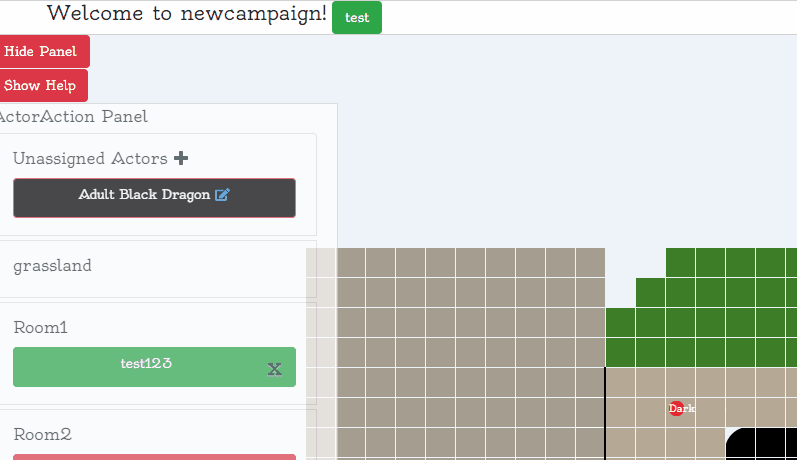 Welcome to newcampaign! test
Hide Panel
Show Help
ActorAction Panel
Unassigned Actors
Adult Black Dragon
grassland
Room1
test123 X
Dark
Room2